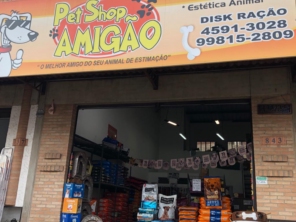 * Estética Animal *
Pet Shop
AMIGÃO
DISK RAÇÃO
4591-3028
99815-2809
"O MELHOR AMIGO DO SEU ANIMAL DE ESTIMAÇÃO"